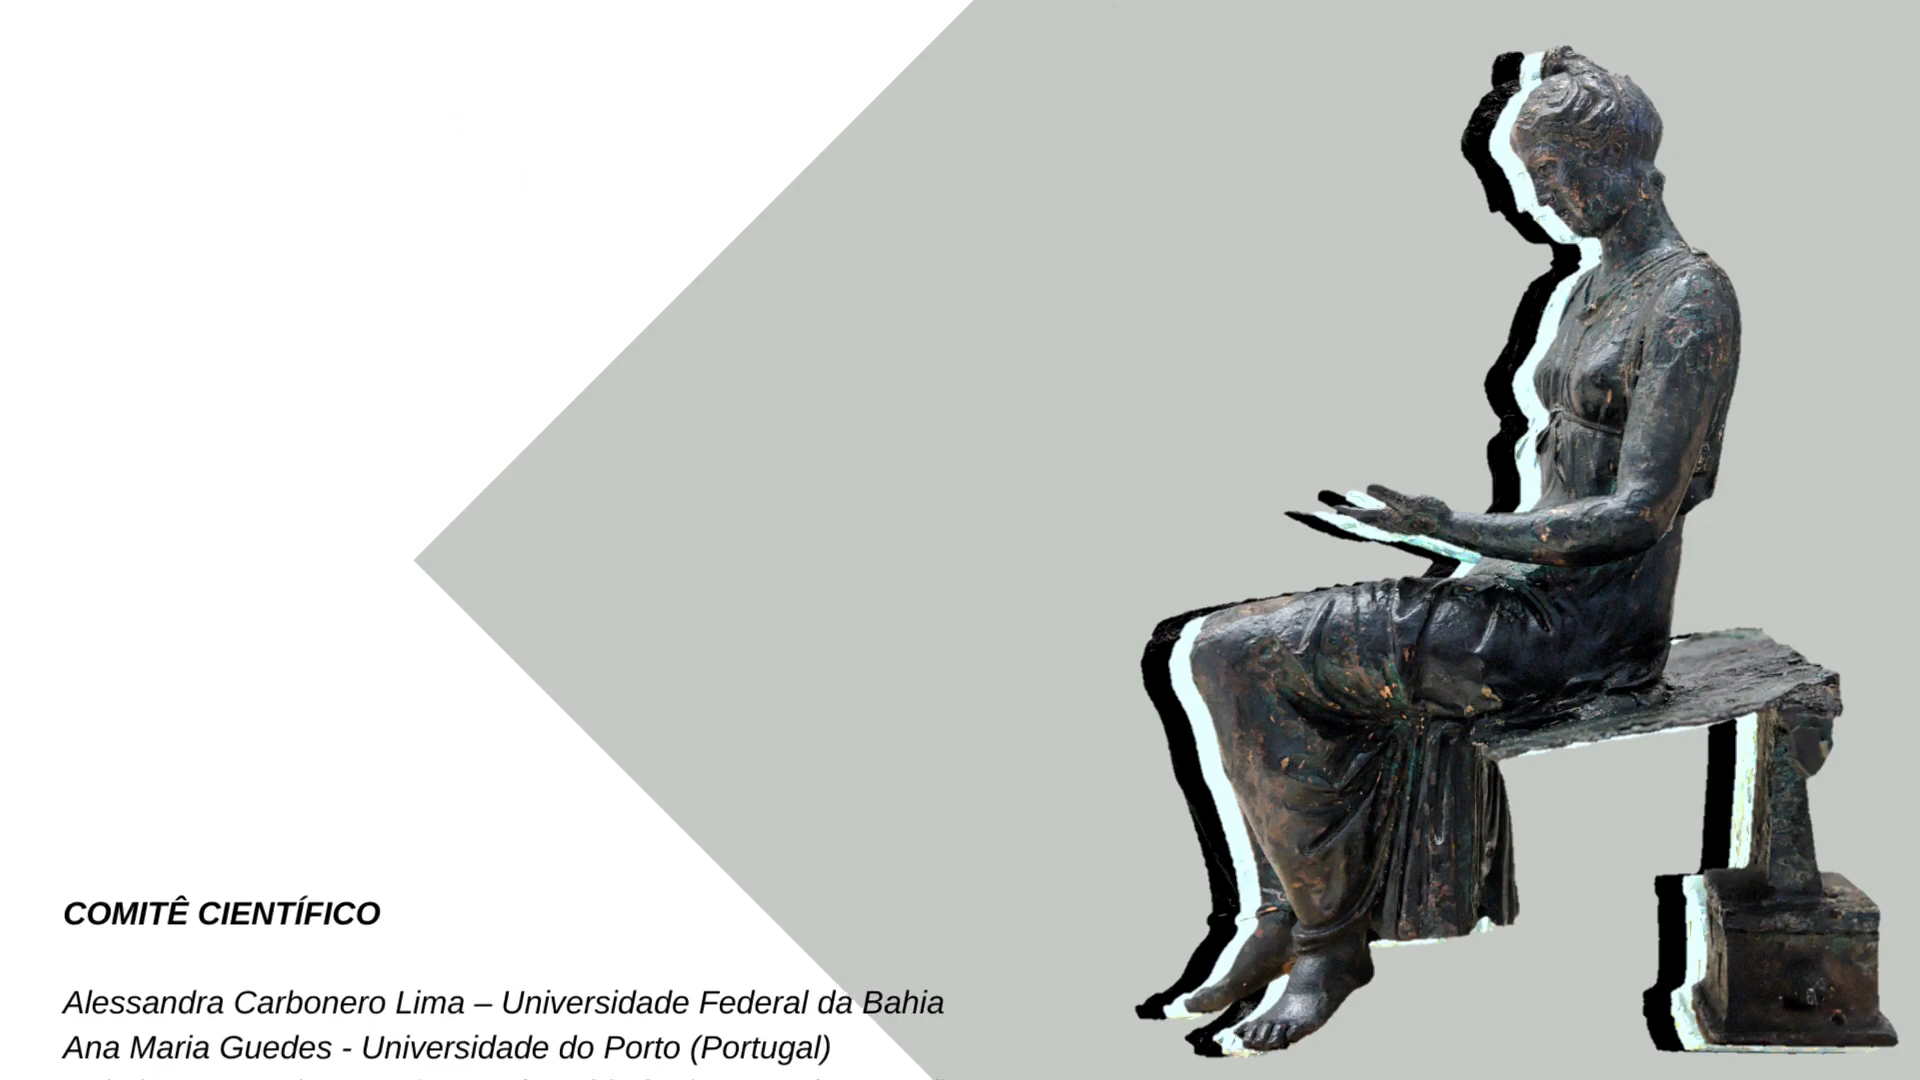 COMITÊ CIENTÍFICO
Alessandra Carbonero Lima – Universidade Federal da Bahia
Ana Maria Guedes - Universidade do Porto (Portugal)